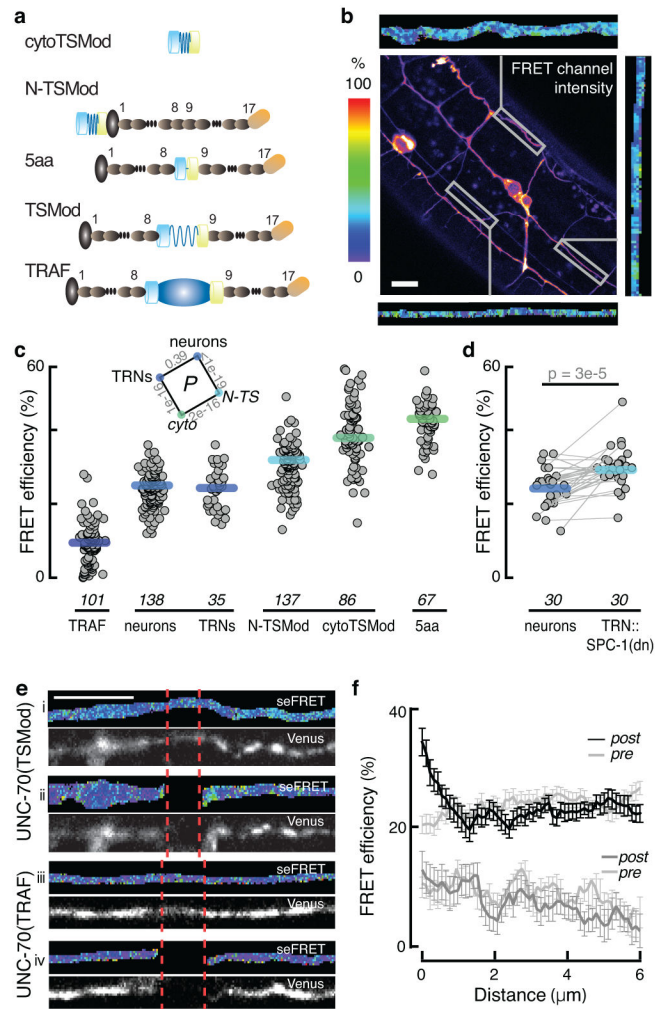 a
cytoTSMod
N-TSMod
1 8 9 17
5aa
1 8 9 17
TSMod
1 8 9 17
TRAF
1 8 9 17
b
%
100
0
FRET channel
intensity
c
60
0
FRET efficiency (%)
neurons
TRNs
N-TS
cyto
P
0.39
2e-16
101 138 35 137 86 67
TRAF neurons TRNs N-TSMod cytoTSMod 5aa
d
p = 3e-5
60
0
FRET efficiency (%)
30 30
neurons TRN::
SPC-1(dn)
e
UNC-70(TSMod)
i
seFRET
Venus
ii
seFRET
Venus
UNC-70(TRAF)
iii
seFRET
Venus
iv
seFRET
Venus
f
40
20
0
FRET efficiency (%)
post
pre
post
pre
0 2 4 6
Distance (µm)